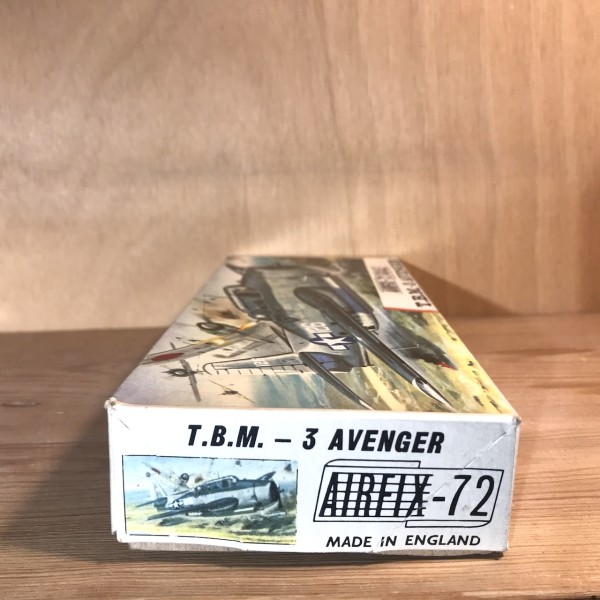 T.B.M. – 3 AVENGER
AIRFIX-72
MADE IN ENGLAND